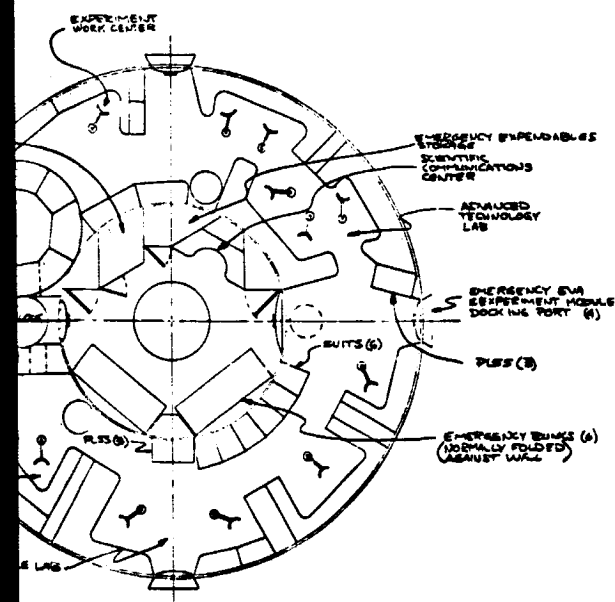 EXPERIMENT
WORK CENTER
EMERGENCY EXPENDABLES
STORAGE
SCIENTIFIC
COMMUNICATIONS
CENTER
ADVANCED
TECHNOLOGY
LAB
EMERGENCY EVA
EXPERIMENT MODULE
DOCKING PORT (4)
SUITS (6)
PLSS (3)
PLSS (3)
EMERGENCY BUNKS (6)
(NORMALLY FOLDED)
AGAINST WALL
E LAB